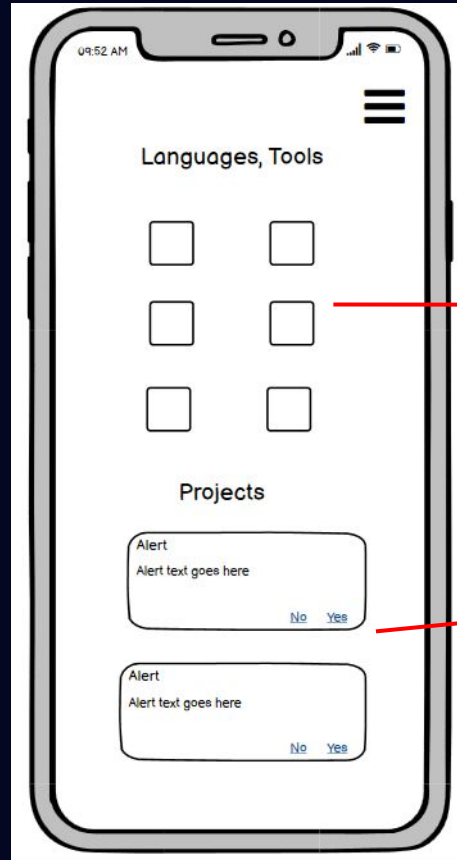 09:52 AM
Languages, Tools
Projects
Alert
Alert text goes here
No Yes
Alert
Alert text goes here
No Yes